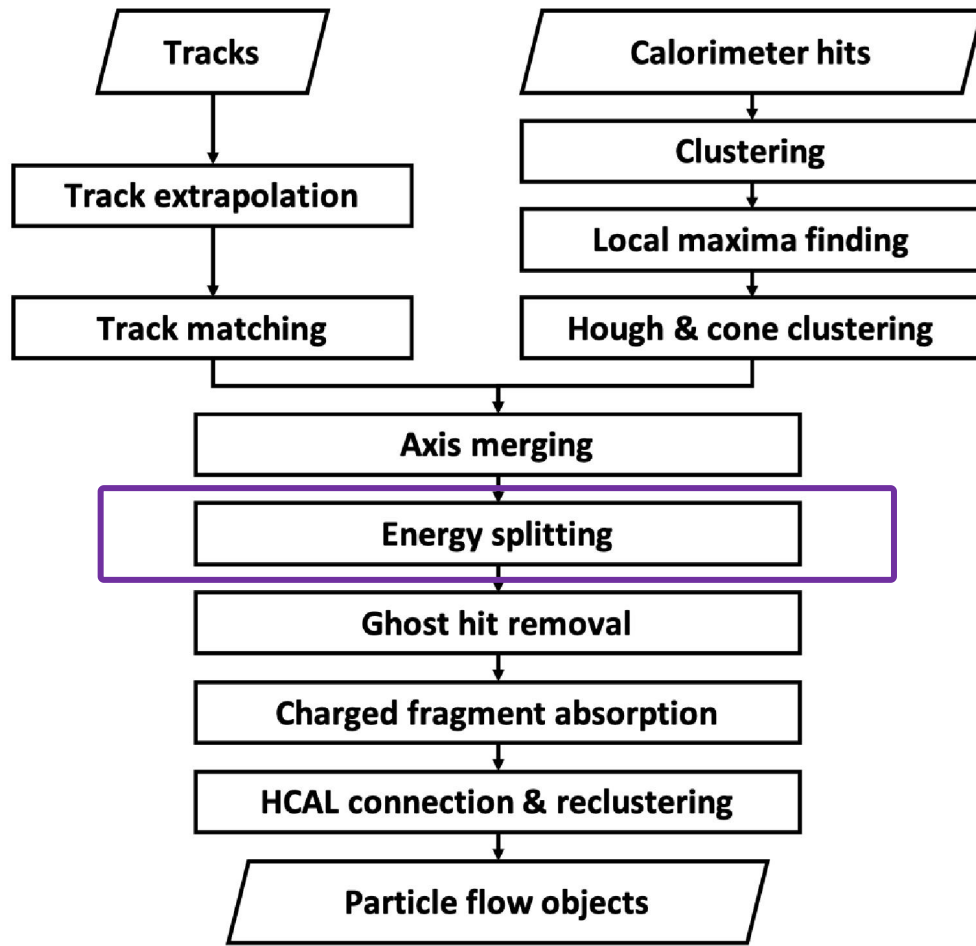 Tracks
Calorimeter hits
Clustering
Track extrapolation
Local maxima finding
Track matching
Hough & cone clustering
Axis merging
Energy splitting
Ghost hit removal
Charged fragment absorption
HCAL connection & reclustering
Particle flow objects